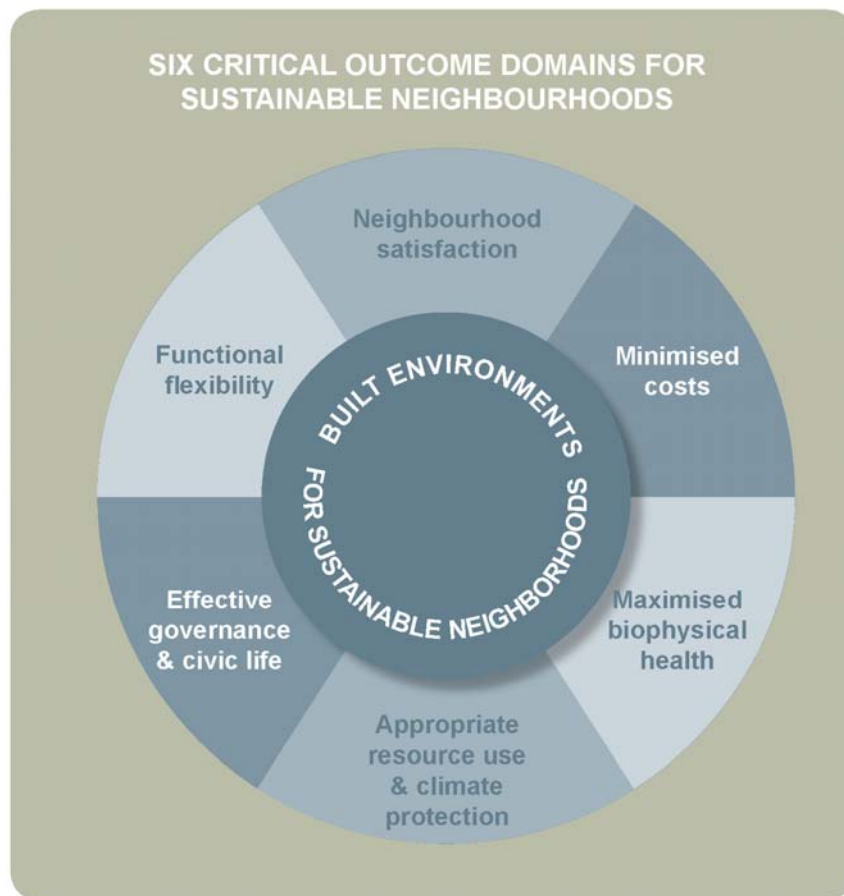 SIX CRITICAL OUTCOME DOMAINS FOR
SUSTAINABLE NEIGHBOURHOODS
Neighbourhood
satisfaction
Minimised
costs
Maximised
biophysical
health
Appropriate
resource use
& climate
protection
Effective
governance
& civic life
Functional
flexibility
BUILT ENVIRONMENTS
FOR SUSTAINABLE NEIGHBORHOODS